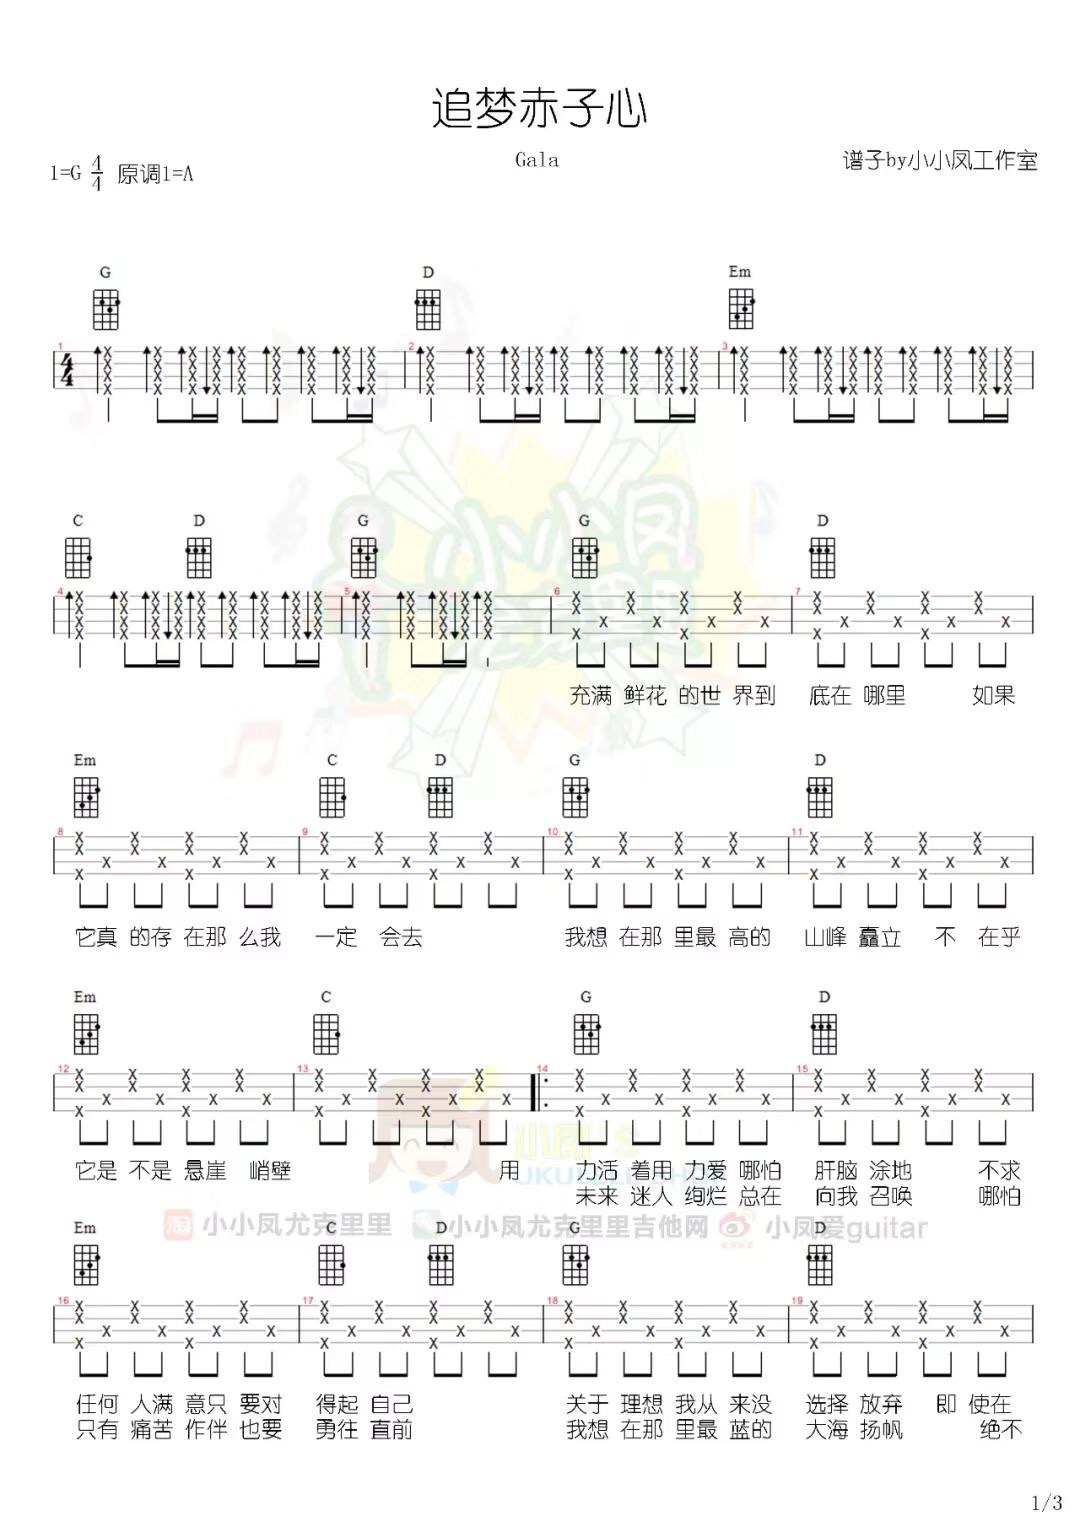 追梦赤子心
Gala
1=G 4/4 原调1=A
谱子by小小凤工作室
G D Em
1 2 3
4/4
C D G G D
4 5 6 7
充满 鲜花 的世 界到 底在 哪里 如果
Em C D G D
8 9 10 11
它真 的存 在那 么我 一定 会去 我想 在那 里最 高的 山峰 矗立 不 在乎
Em C G D
12 13 14 15
它是 不是 悬崖 峭壁 用 力活 着用 力爱 哪怕 肝脑 涂地 不求
未来 迷人 绚烂 总在 向我 召唤 哪怕
小凤's
UKULELE SHOP
淘 小小凤尤克里里 小小凤尤克里里吉他网 小凤爱guitar
Em C D G D
16 17 18 19
任何 人满 意只 要对 得起 自己 关于 理想 我从 来没 选择 放弃 即 使在
只有 痛苦 作伴 也要 勇往 直前 我想 在那 里最 蓝的 大海 扬帆 绝不
1/3